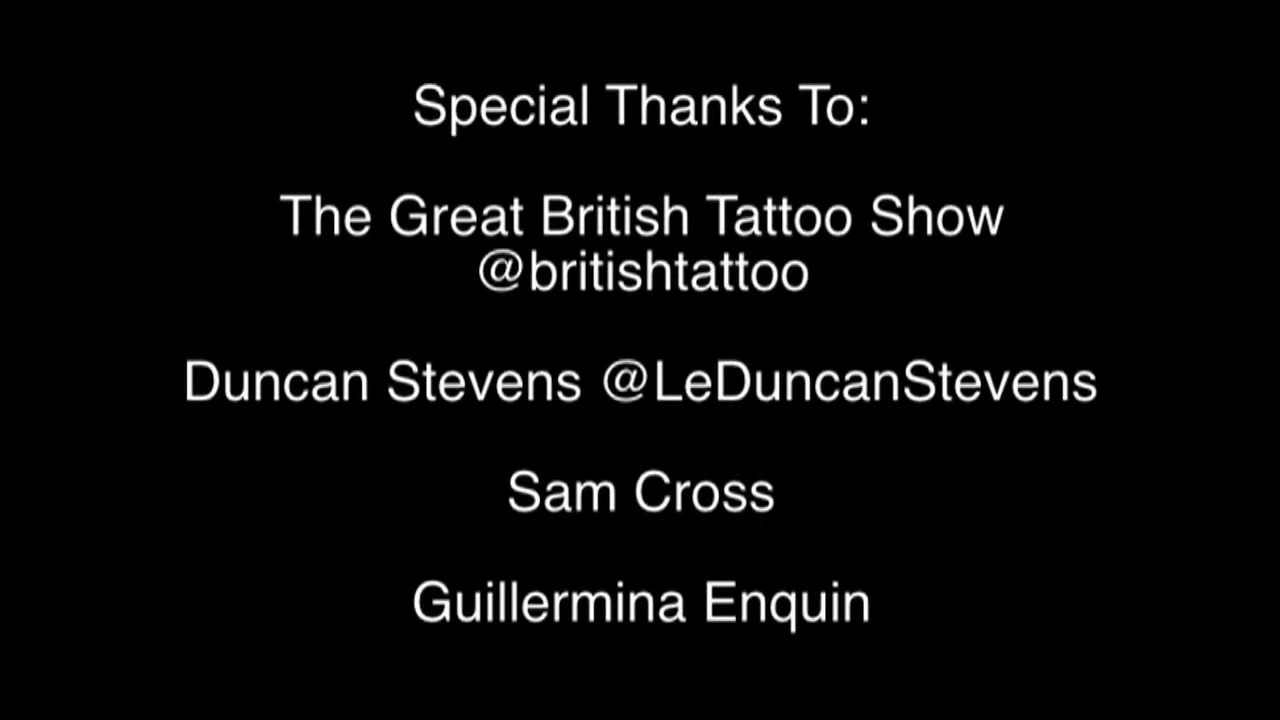 Special Thanks To:
The Great British Tattoo Show
@britishtattoo
Duncan Stevens @LeDuncanStevens
Sam Cross
Guillermina Enquin